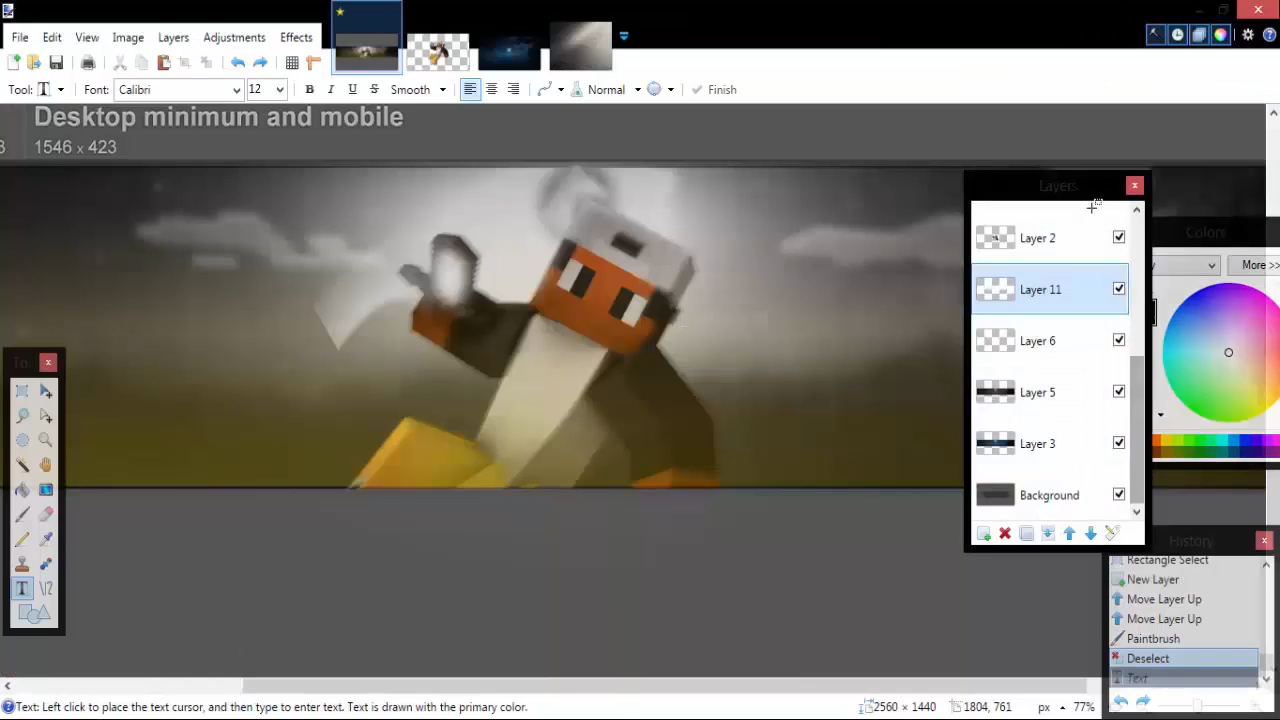 File Edit View Image Layers Adjustments Effects
Tool: T Font: Calibri 12 B I U S Smooth Normal Finish
Desktop minimum and mobile
1546 x 423
Layers
Layer 2
Layer 11
Layer 6
Layer 5
Layer 3
Background
Colors
More >>
To
History
Rectangle Select
New Layer
Move Layer Up
Move Layer Up
Paintbrush
Deselect
Text
Text: Left click to place the text cursor, and then type to enter text. Text is drawn with the primary color. 2560 × 1440 1804, 761 px 77%